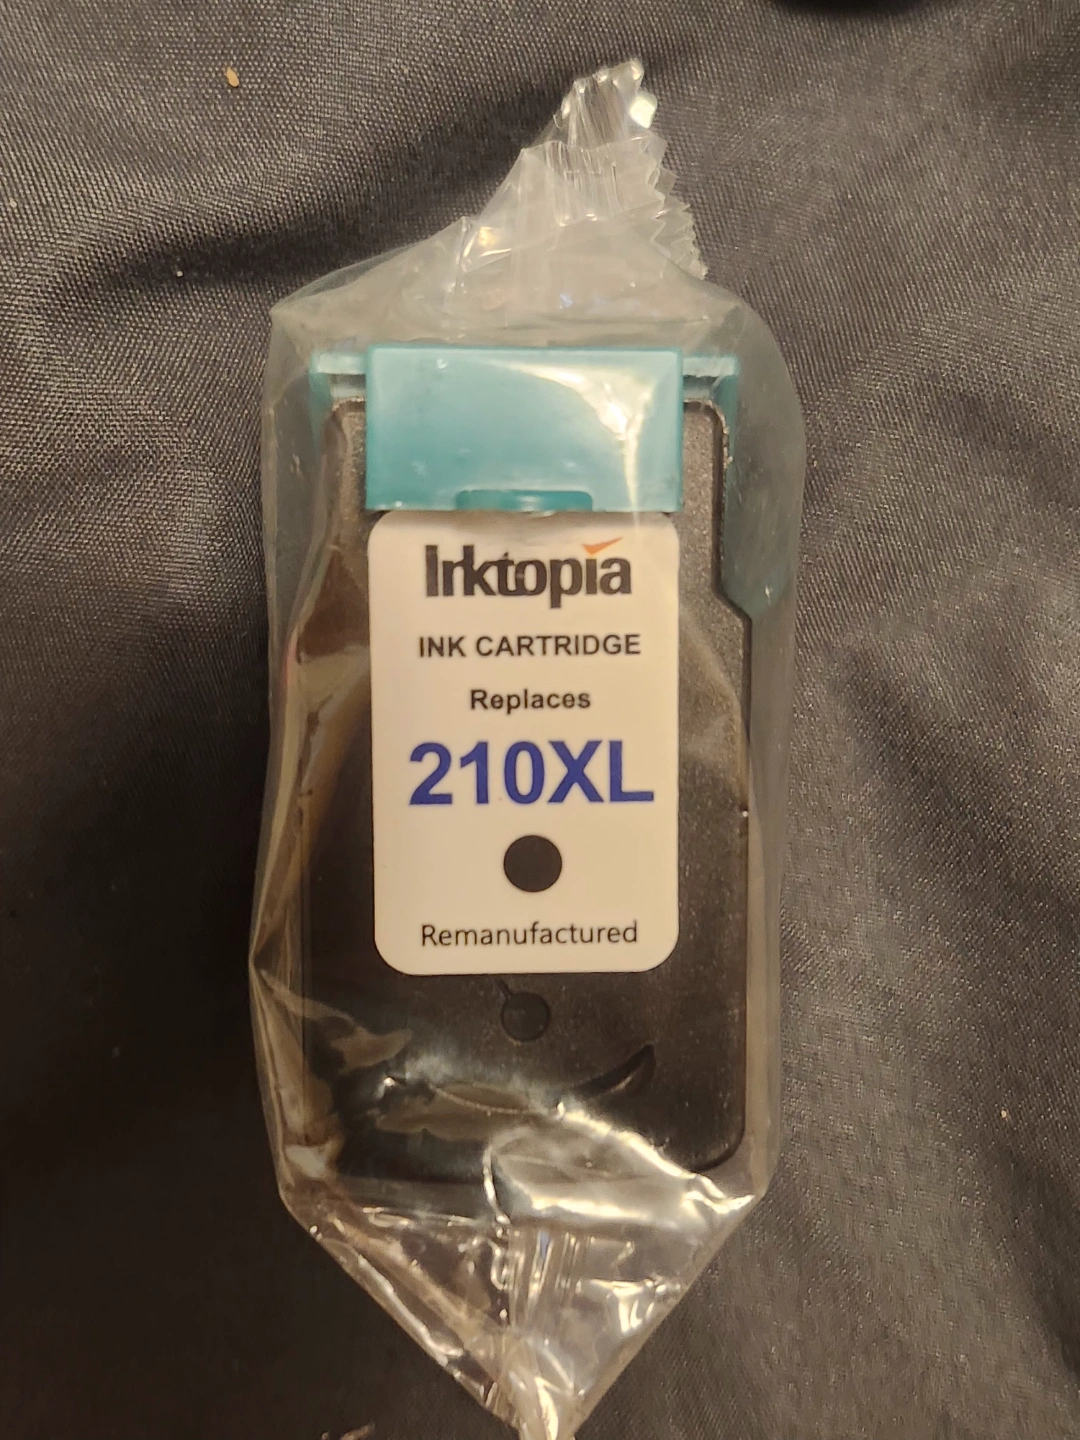 Inktopia
INK CARTRIDGE
Replaces
210XL
Remanufactured